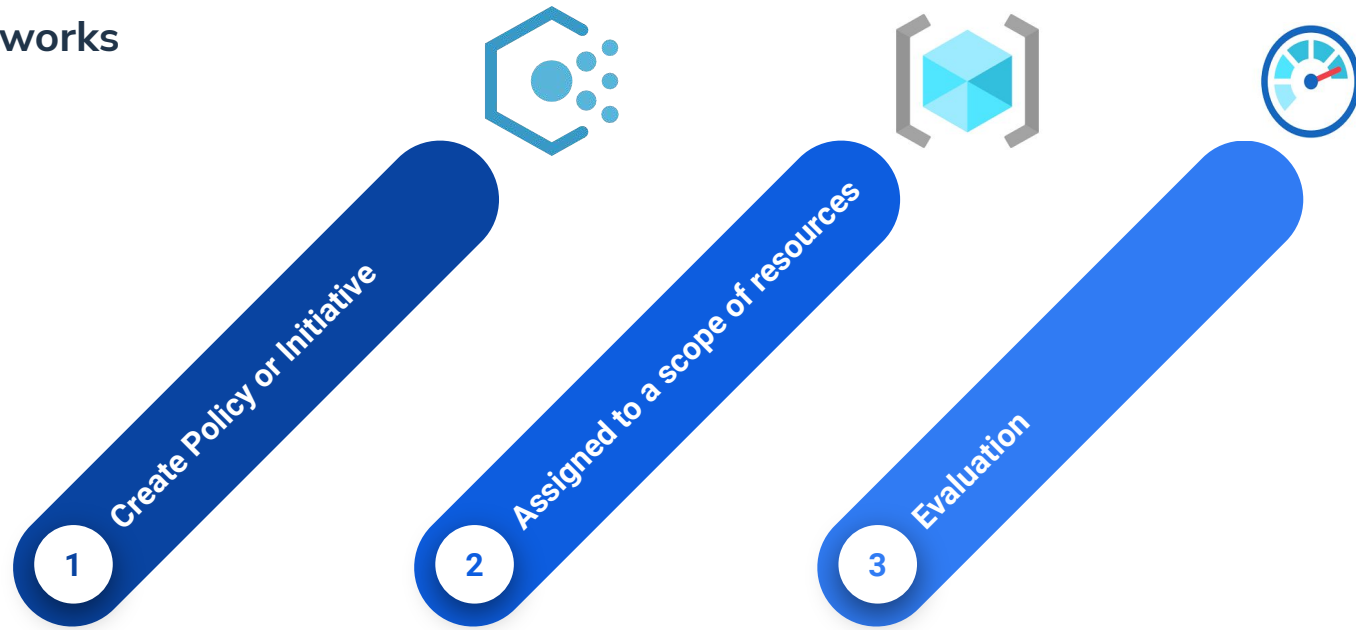 works
Create Policy or Initiative
1
Assigned to a scope of resources
2
Evaluation
3